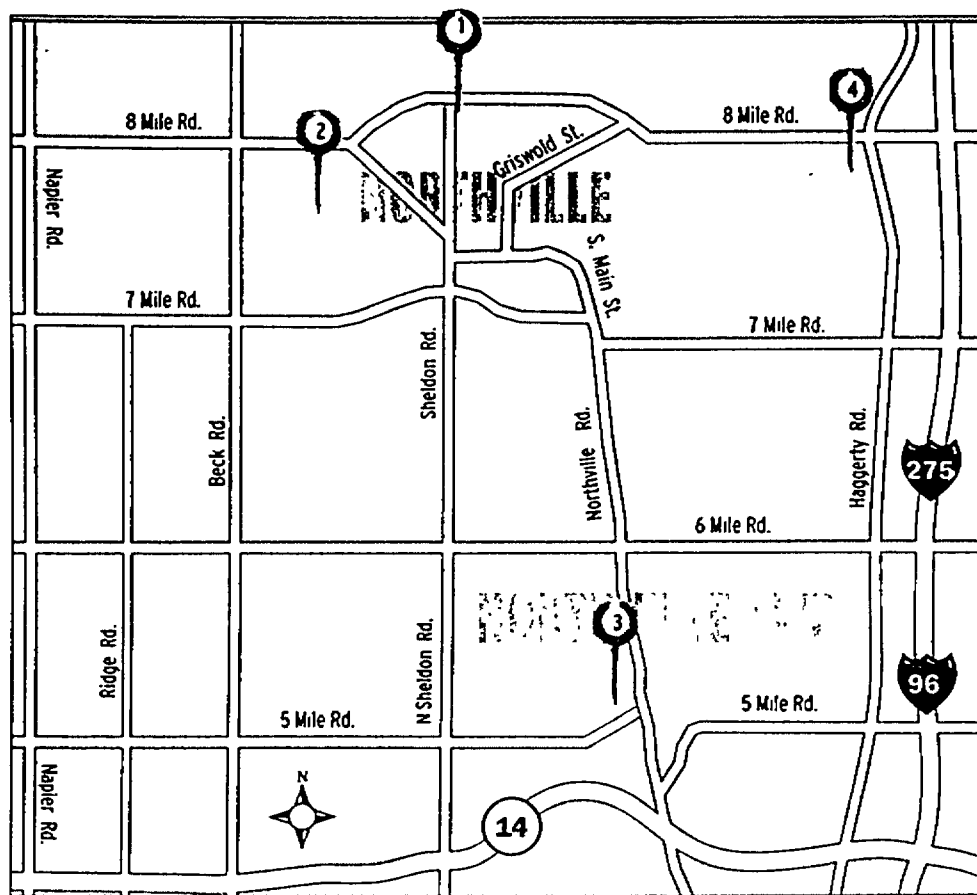 1
4
8 Mile Rd.
2
8 Mile Rd.
Griswold St.
NORTHVILLE
Napier Rd.
S. Main St.
7 Mile Rd.
7 Mile Rd.
Sheldon Rd.
Beck Rd.
Northville Rd.
Haggerty Rd.
275
6 Mile Rd.
3
Ridge Rd.
N Sheldon Rd.
96
5 Mile Rd.
5 Mile Rd.
Napier Rd.
N
14